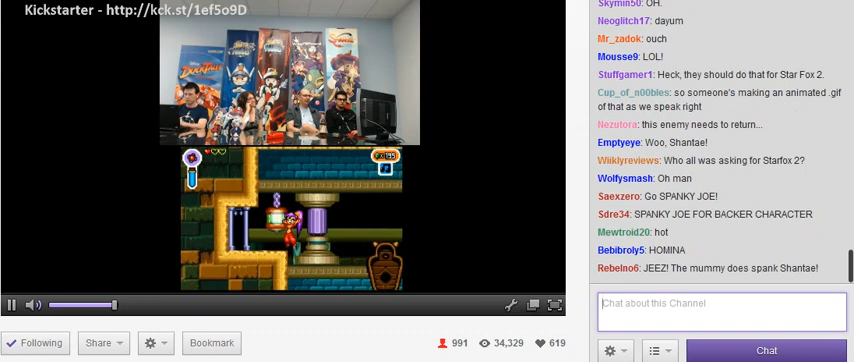 Kickstarter - http://kck.st/1ef5o9D
DUCKTALES
Following
Share
Bookmark
991
34,329
619
Skymin50: OH.
Neoglitch17: dayum
Mr_zadok: ouch
Mousse9: LOL!
Stuffgamer1: Heck, they should do that for Star Fox 2.
Cup_of_n00bles: so someone's making an animated .gif
of that as we speak right
Nezutora: this enemy needs to return...
Emptyeye: Woo, Shantae!
Wiiklyreviews: Who all was asking for Starfox 2?
Wolfysmash: Oh man
Saexzero: Go SPANKY JOE!
Sdre34: SPANKY JOE FOR BACKER CHARACTER
Mewtroid20: hot
Bebibroly5: HOMINA
Rebelno6: JEEZ! The mummy does spank Shantae!
Chat about this Channel
Chat